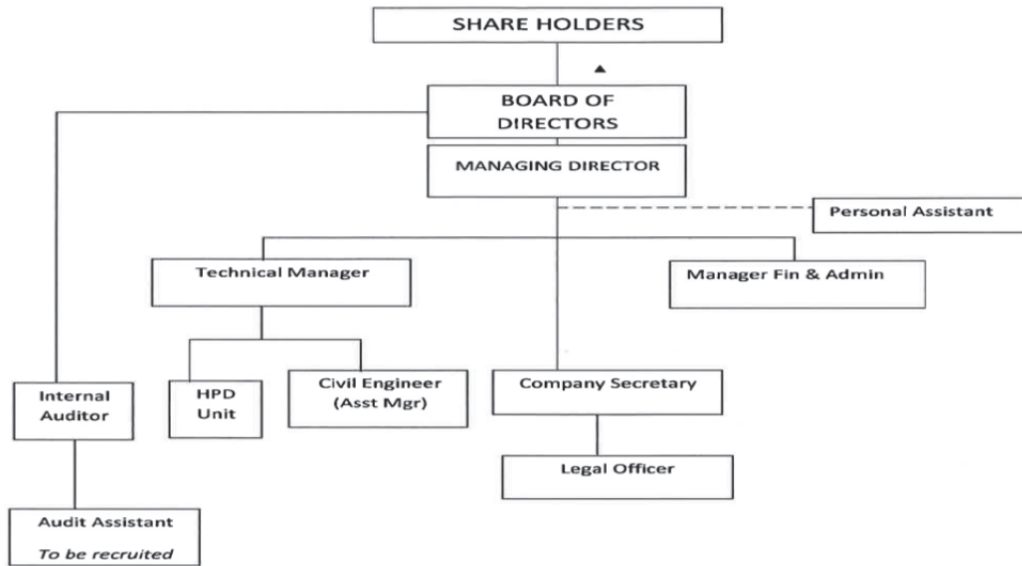 SHARE HOLDERS
BOARD OF
DIRECTORS
MANAGING DIRECTOR
Personal Assistant
Technical Manager
Manager Fin & Admin
Internal
Auditor
HPD
Unit
Civil Engineer
(Asst Mgr)
Company Secretary
Legal Officer
Audit Assistant
To be recruited